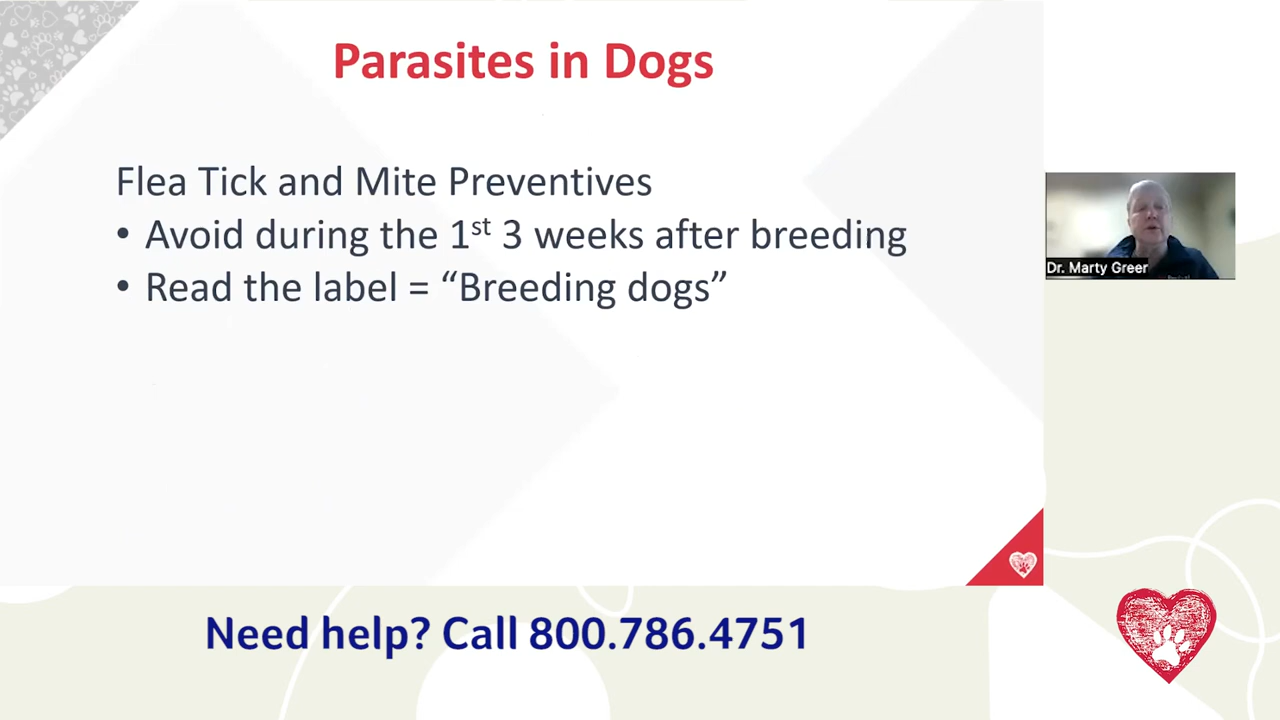 Parasites in Dogs
Flea Tick and Mite Preventives
• Avoid during the 1st 3 weeks after breeding
• Read the label = “Breeding dogs”
Dr. Marty Greer
Need help? Call 800.786.4751